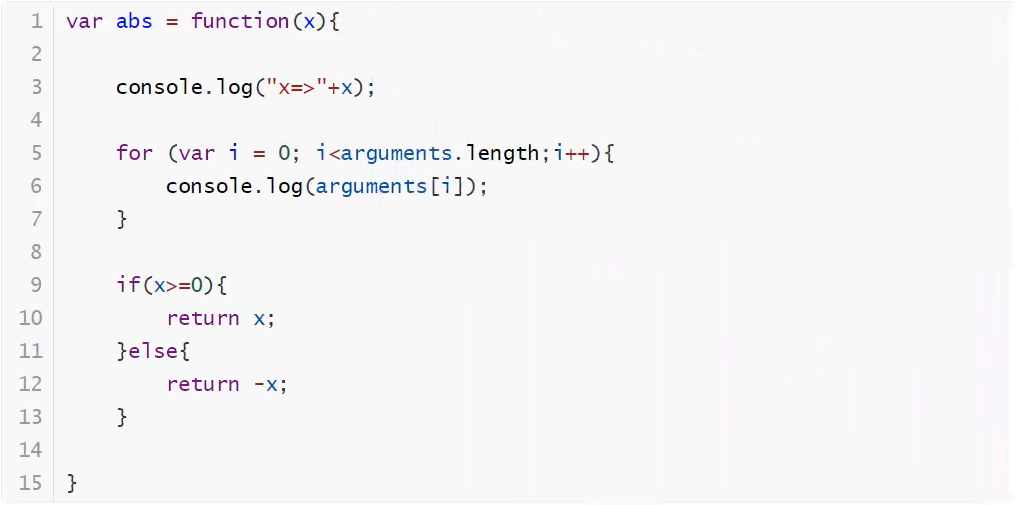 1 var abs = function(x){
2
3     console.log("x=>"+x);
4
5     for (var i = 0; i<arguments.length;i++){
6         console.log(arguments[i]);
7     }
8
9     if(x>=0){
10         return x;
11     }else{
12         return -x;
13     }
14
15 }